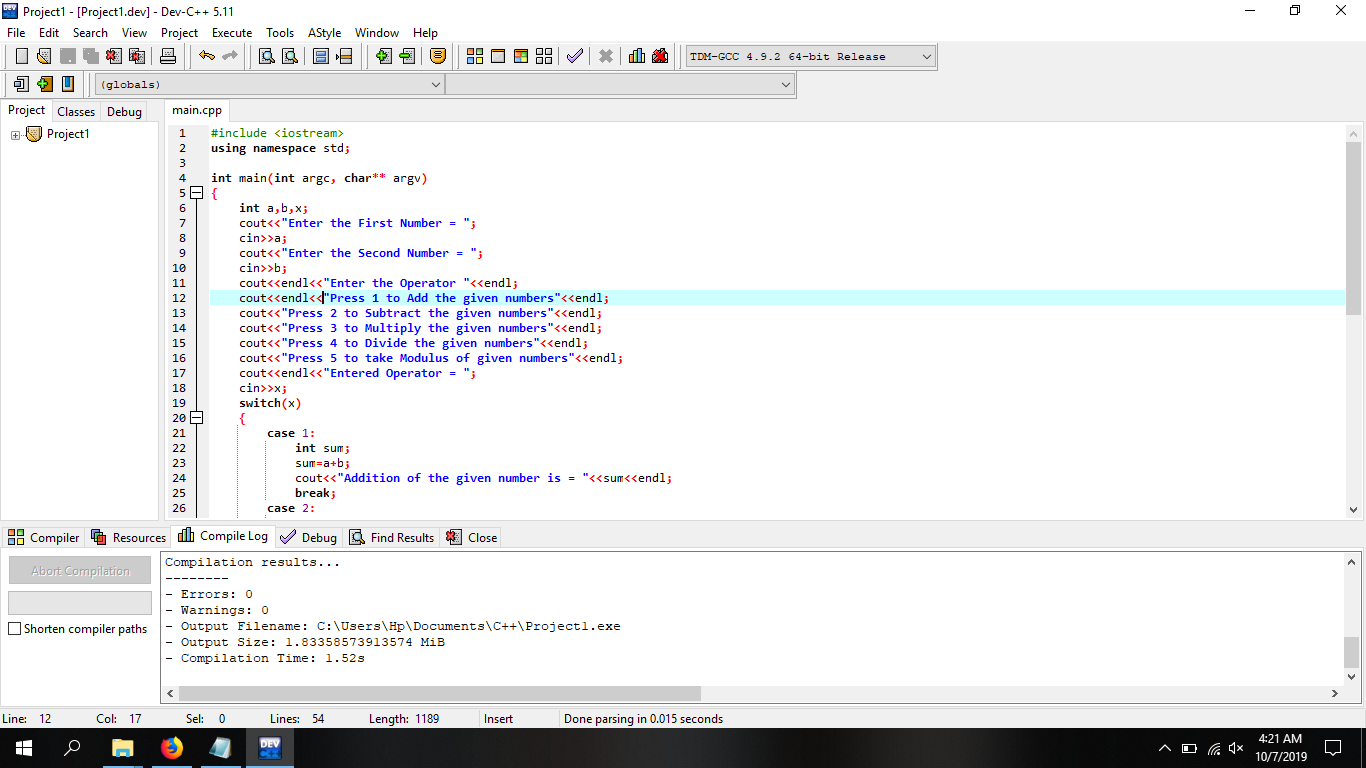 Project1 - [Project1.dev] - Dev-C++ 5.11
File Edit Search View Project Execute Tools AStyle Window Help
TDM-GCC 4.9.2 64-bit Release
(globals)
Project Classes Debug
main.cpp
Project1
1 #include <iostream>
2 using namespace std;
3
4 int main(int argc, char** argv)
5 {
6 int a,b,x;
7 cout<<"Enter the First Number = ";
8 cin>>a;
9 cout<<"Enter the Second Number = ";
10 cin>>b;
11 cout<<endl<<"Enter the Operator "<<endl;
12 cout<<endl<<"Press 1 to Add the given numbers"<<endl;
13 cout<<"Press 2 to Subtract the given numbers"<<endl;
14 cout<<"Press 3 to Multiply the given numbers"<<endl;
15 cout<<"Press 4 to Divide the given numbers"<<endl;
16 cout<<"Press 5 to take Modulus of given numbers"<<endl;
17 cout<<endl<<"Entered Operator = ";
18 cin>>x;
19 switch(x)
20 {
21 case 1:
22 int sum;
23 sum=a+b;
24 cout<<"Addition of the given number is = "<<sum<<endl;
25 break;
26 case 2:
Compiler Resources Compile Log Debug Find Results Close
Abort Compilation
Shorten compiler paths
Compilation results...
--------
- Errors: 0
- Warnings: 0
- Output Filename: C:\Users\Hp\Documents\C++\Project1.exe
- Output Size: 1.83358573913574 MiB
- Compilation Time: 1.52s
Line: 12 Col: 17 Sel: 0 Lines: 54 Length: 1189 Insert Done parsing in 0.015 seconds
DEV
4:21 AM
10/7/2019